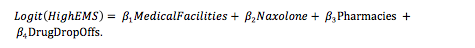 Logit(HighEMS) = β₁MedicalFacilities + β₂Naxolone + β₃Pharmacies +
β₄DrugDropOffs.